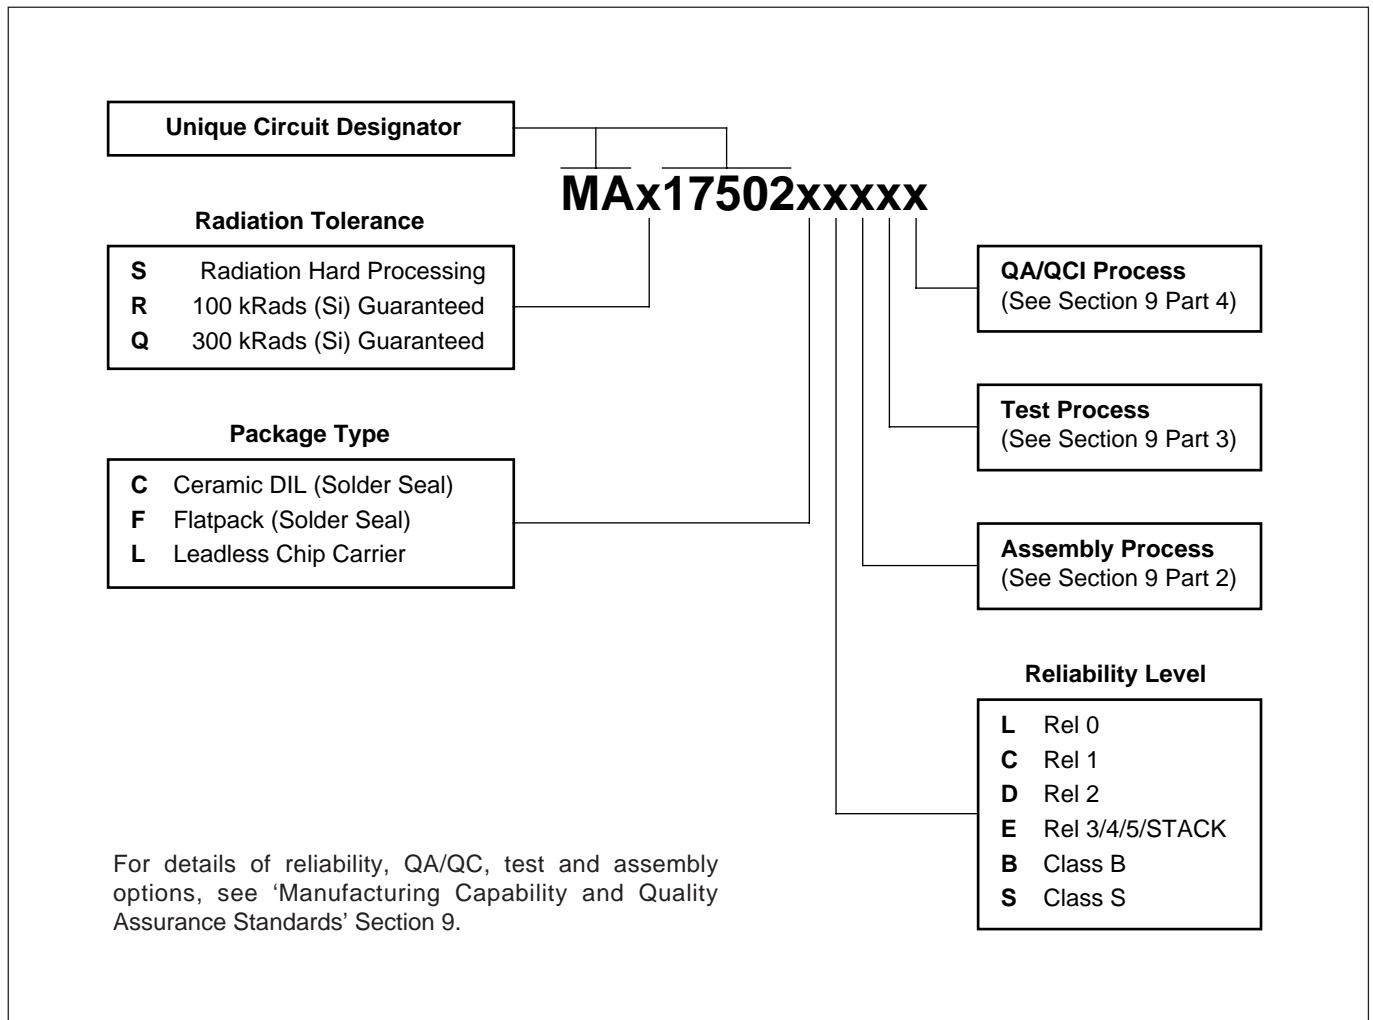 Unique Circuit Designator
MAx17502xxxxx
Radiation Tolerance
S Radiation Hard Processing
R 100 kRads (Si) Guaranteed
Q 300 kRads (Si) Guaranteed
Package Type
C Ceramic DIL (Solder Seal)
F Flatpack (Solder Seal)
L Leadless Chip Carrier
QA/QCI Process
(See Section 9 Part 4)
Test Process
(See Section 9 Part 3)
Assembly Process
(See Section 9 Part 2)
Reliability Level
L Rel 0
C Rel 1
D Rel 2
E Rel 3/4/5/STACK
B Class B
S Class S
For details of reliability, QA/QC, test and assembly
options, see ‘Manufacturing Capability and Quality
Assurance Standards’ Section 9.